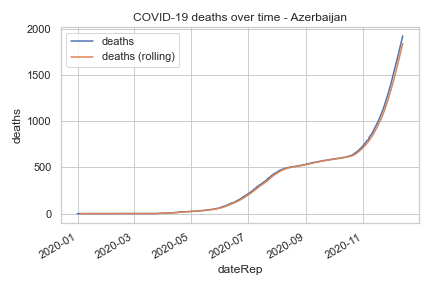 COVID-19 deaths over time - Azerbaijan
deaths
deaths (rolling)
2000
1500
1000
500
0
deaths
2020-01
2020-03
2020-05
2020-07
2020-09
2020-11
dateRep